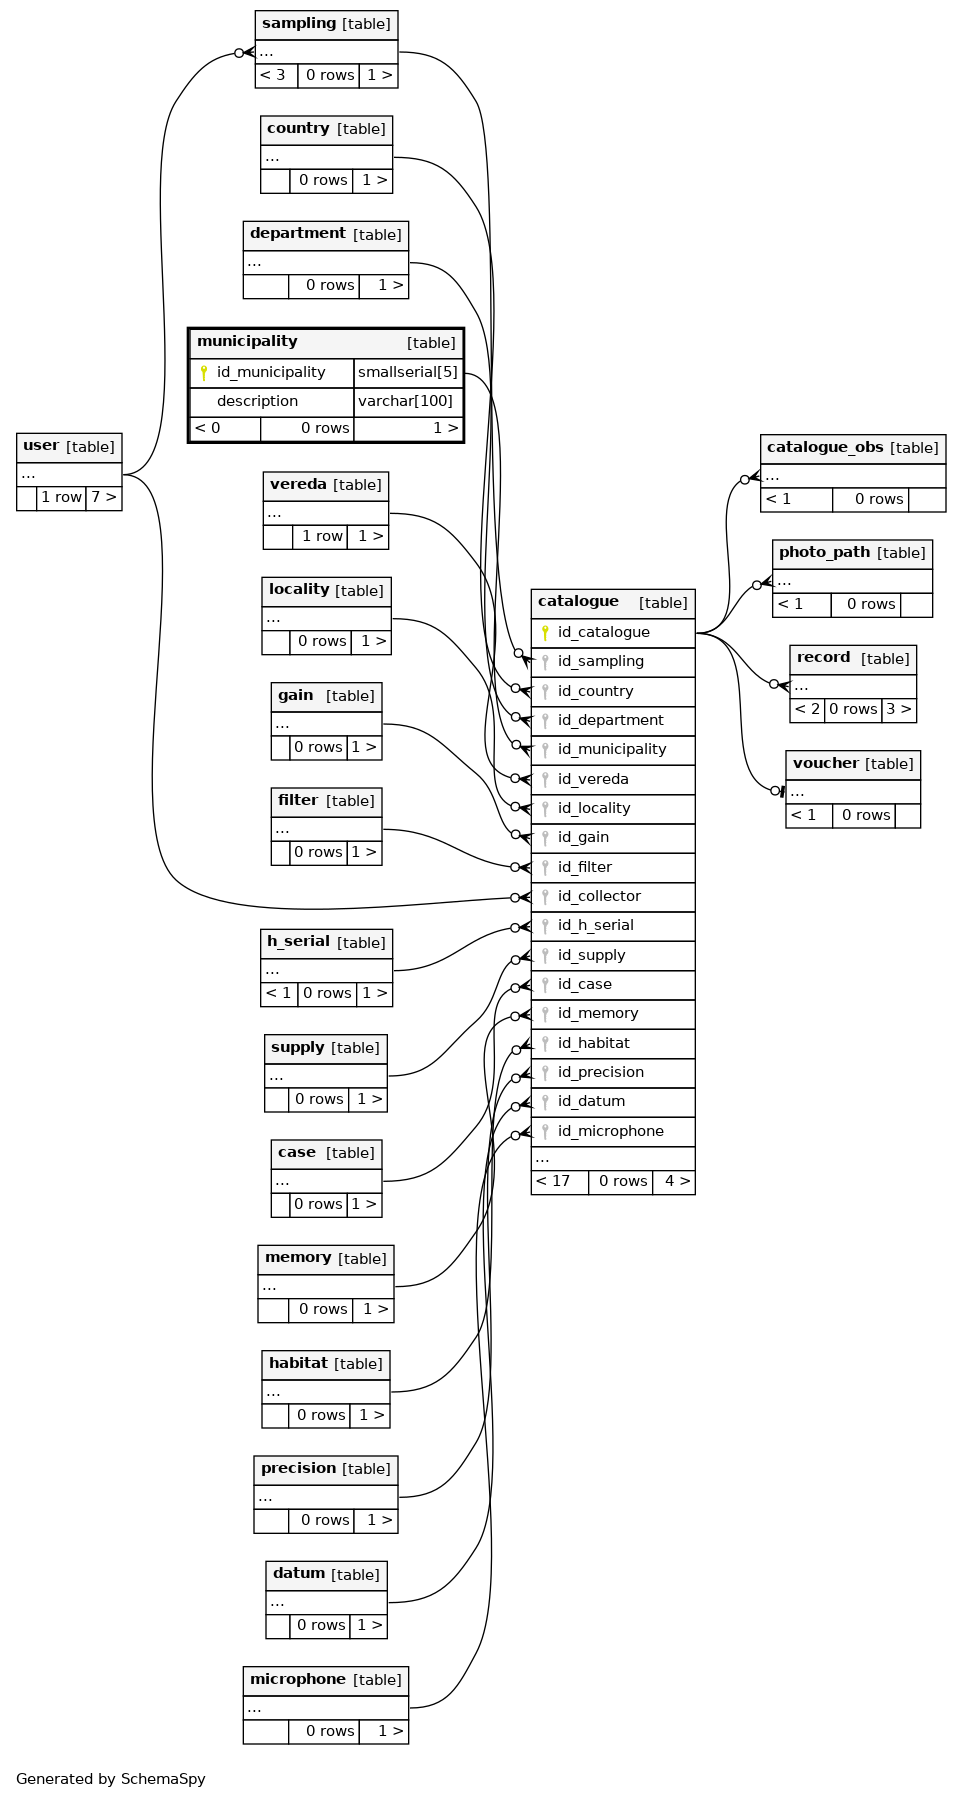 sampling [table]
...
< 3 0 rows 1 >
country [table]
...
0 rows 1 >
department [table]
...
0 rows 1 >
municipality [table]
id_municipality smallserial[5]
description varchar[100]
< 0 0 rows 1 >
user [table]
...
1 row 7 >
vereda [table]
...
1 row 1 >
locality [table]
...
0 rows 1 >
gain [table]
...
0 rows 1 >
filter [table]
...
0 rows 1 >
h_serial [table]
...
< 1 0 rows 1 >
supply [table]
...
0 rows 1 >
case [table]
...
0 rows 1 >
memory [table]
...
0 rows 1 >
habitat [table]
...
0 rows 1 >
precision [table]
...
0 rows 1 >
datum [table]
...
0 rows 1 >
microphone [table]
...
0 rows 1 >
catalogue [table]
id_catalogue
id_sampling
id_country
id_department
id_municipality
id_vereda
id_locality
id_gain
id_filter
id_collector
id_h_serial
id_supply
id_case
id_memory
id_habitat
id_precision
id_datum
id_microphone
...
< 17 0 rows 4 >
catalogue_obs [table]
...
< 1 0 rows
photo_path [table]
...
< 1 0 rows
record [table]
...
< 2 0 rows 3 >
voucher [table]
...
< 1 0 rows
Generated by SchemaSpy